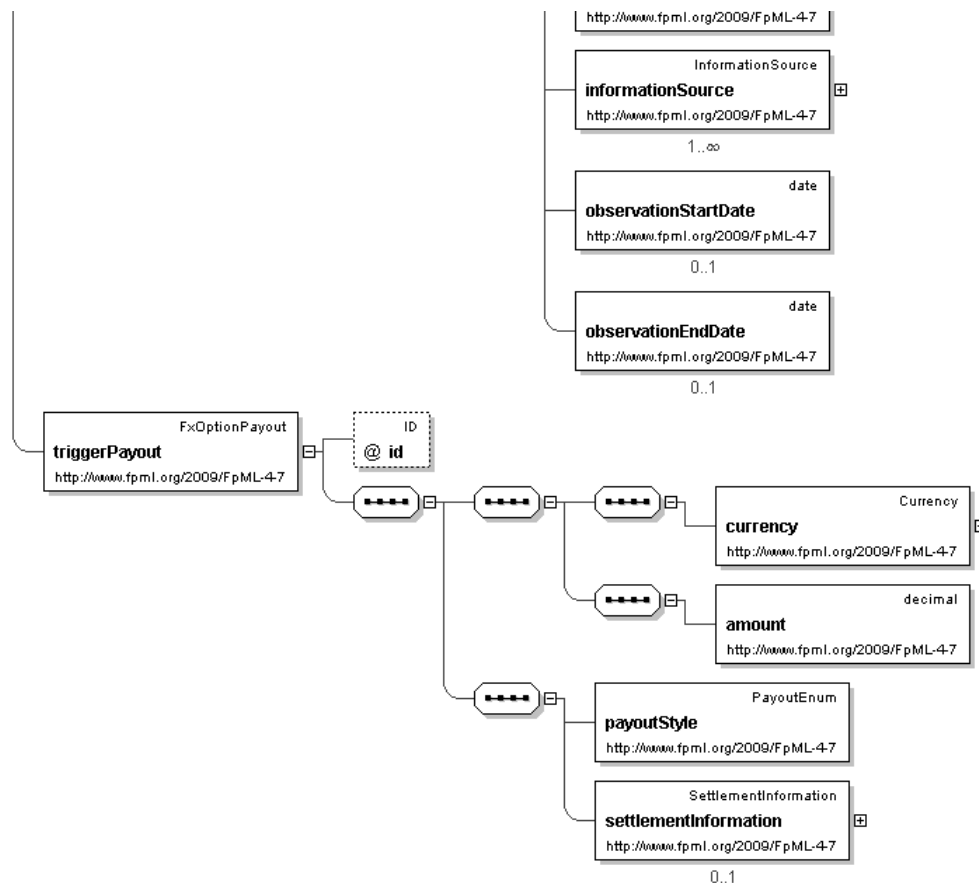 http://www.fpml.org/2009/FpML-4-7
InformationSource
informationSource
http://www.fpml.org/2009/FpML-4-7
1..∞
date
observationStartDate
http://www.fpml.org/2009/FpML-4-7
0..1
date
observationEndDate
http://www.fpml.org/2009/FpML-4-7
0..1
FxOptionPayout
triggerPayout
http://www.fpml.org/2009/FpML-4-7
ID
@ id
Currency
currency
http://www.fpml.org/2009/FpML-4-7
decimal
amount
http://www.fpml.org/2009/FpML-4-7
PayoutEnum
payoutStyle
http://www.fpml.org/2009/FpML-4-7
SettlementInformation
settlementInformation
http://www.fpml.org/2009/FpML-4-7
0..1